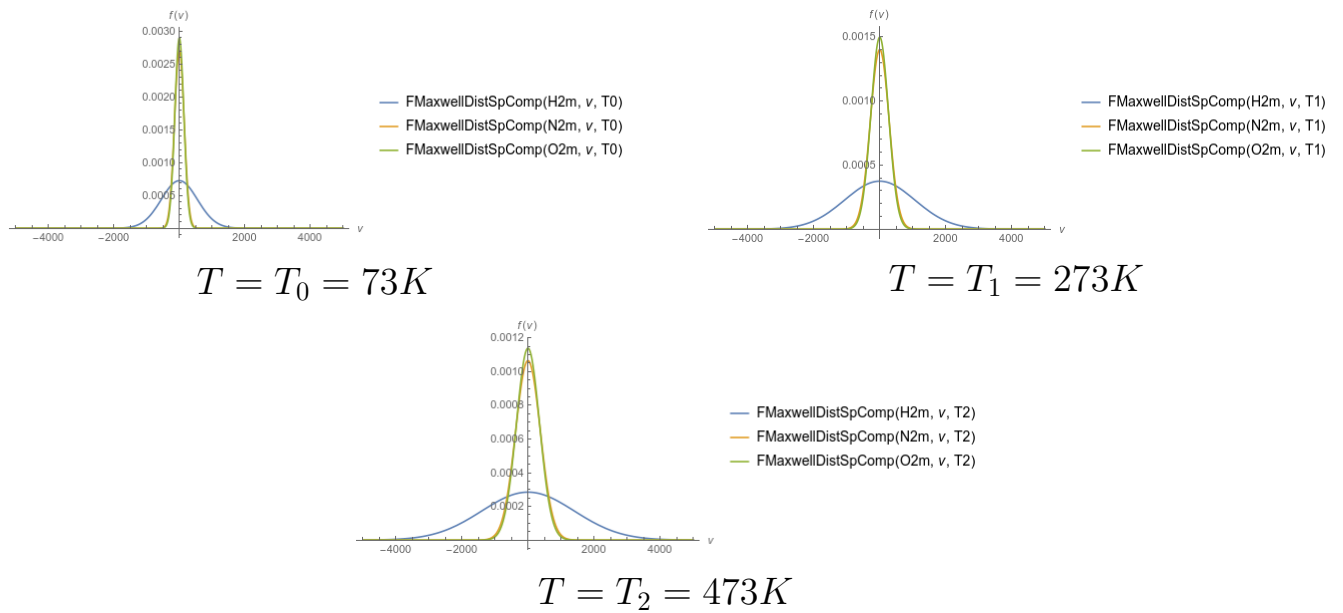 f(v)
0.0030
0.0025
0.0020
0.0015
0.0010
0.0005
−4000 −2000 2000 4000 v
FMaxwellDistSpComp(H2m, v, T0)
FMaxwellDistSpComp(N2m, v, T0)
FMaxwellDistSpComp(O2m, v, T0)
T = T₀ = 73K
f(v)
0.0015
0.0010
0.0005
−4000 −2000 2000 4000 v
FMaxwellDistSpComp(H2m, v, T1)
FMaxwellDistSpComp(N2m, v, T1)
FMaxwellDistSpComp(O2m, v, T1)
T = T₁ = 273K
f(v)
0.0012
0.0010
0.0008
0.0006
0.0004
0.0002
−4000 −2000 2000 4000 v
FMaxwellDistSpComp(H2m, v, T2)
FMaxwellDistSpComp(N2m, v, T2)
FMaxwellDistSpComp(O2m, v, T2)
T = T₂ = 473K